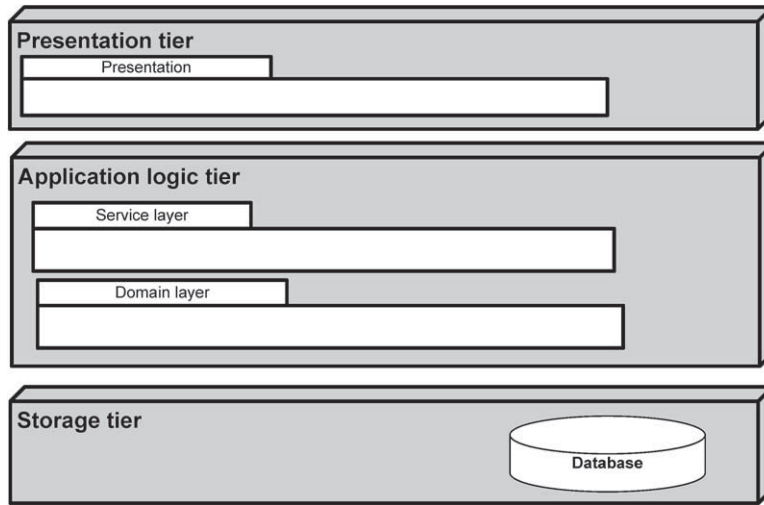 Presentation tier
Presentation
Application logic tier
Service layer
Domain layer
Storage tier
Database